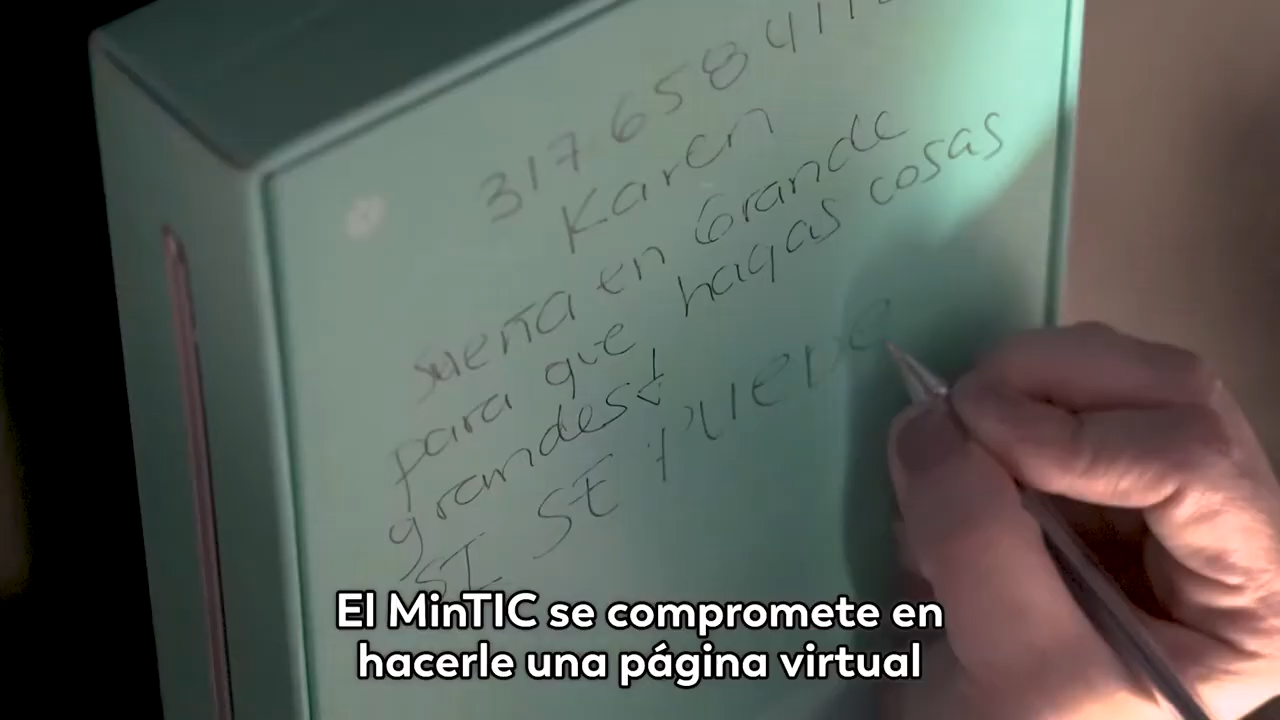 317 658 411
Karen
sueña en Grande
para que hagas cosas
grandes
SI SE PUEDE
El MinTIC se compromete en
hacerle una página virtual